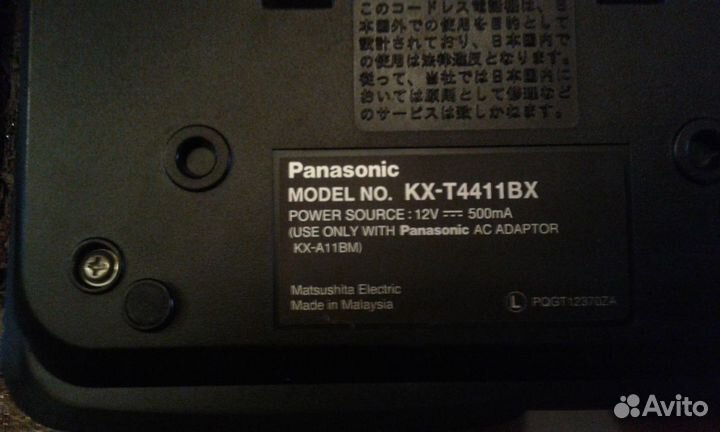 このコードレス電話機は、日
本国外での使用を目的として
設計されており、日本国内で
の使用は法律違反となります。
従って、当社では日本国内に
おいては原則として修理など
のサービスは致しかねます。
Panasonic
MODEL NO. KX-T4411BX
POWER SOURCE : 12V 500mA
(USE ONLY WITH Panasonic AC ADAPTOR
KX-A11BM)
Matsushita Electric
Made in Malaysia
L PQGT12370ZA
Avito